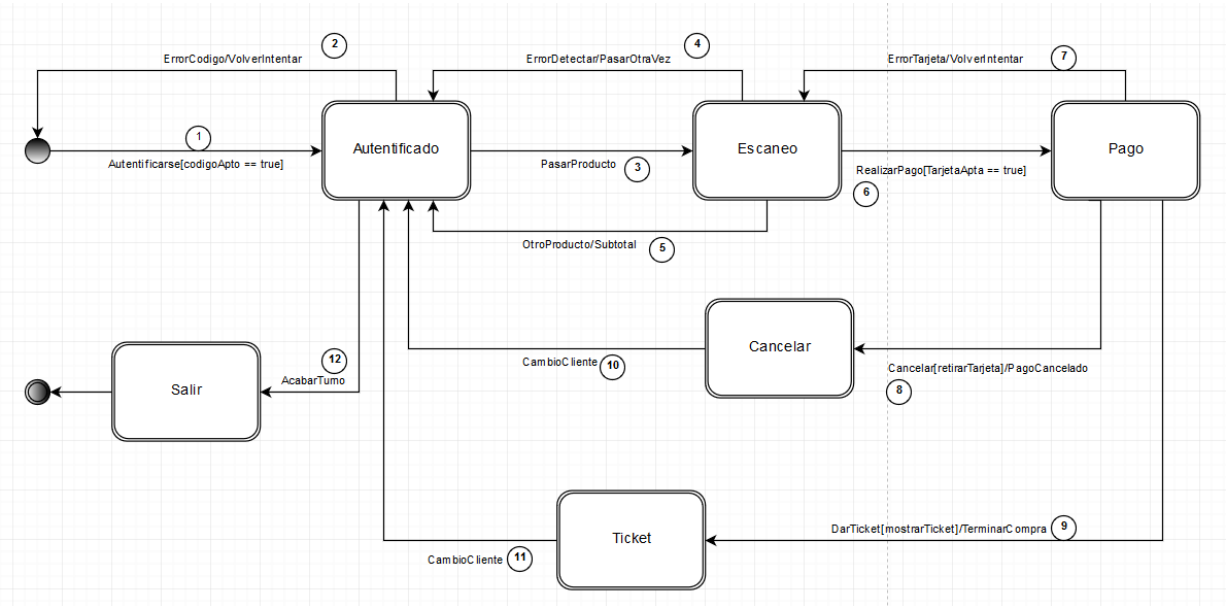 2
4
7
ErrorCodigo/VolverIntentar
ErrorDetectar/PasarOtraVez
ErrorTarjeta/VolverIntentar
1
Autentificado
Escaneo
Pago
Autentificarse[codigoApto == true]
PasarProducto
3
RealizarPago[TarjetaApta == true]
6
OtroProducto/Subtotal
5
Cancelar
12
CambioCliente
10
Cancelar[retirarTarjeta]/PagoCancelado
8
AcabarTurno
Salir
DarTicket[mostrarTicket]/TerminarCompra
9
Ticket
CambioCliente
11